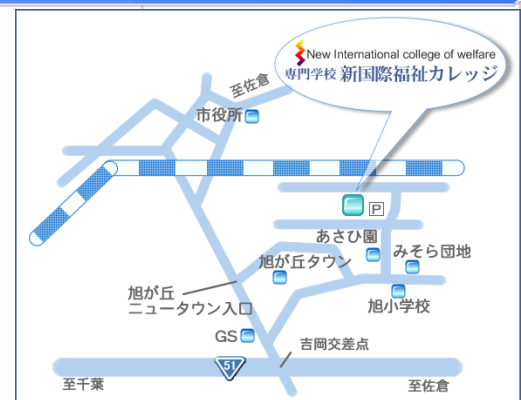 New International college of welfare
専門学校 新国際福祉カレッジ
至佐倉
市役所
P
あさひ園
みそら団地
旭が丘タウン
旭が丘
ニュータウン入口
旭小学校
GS
吉岡交差点
51
至千葉
至佐倉